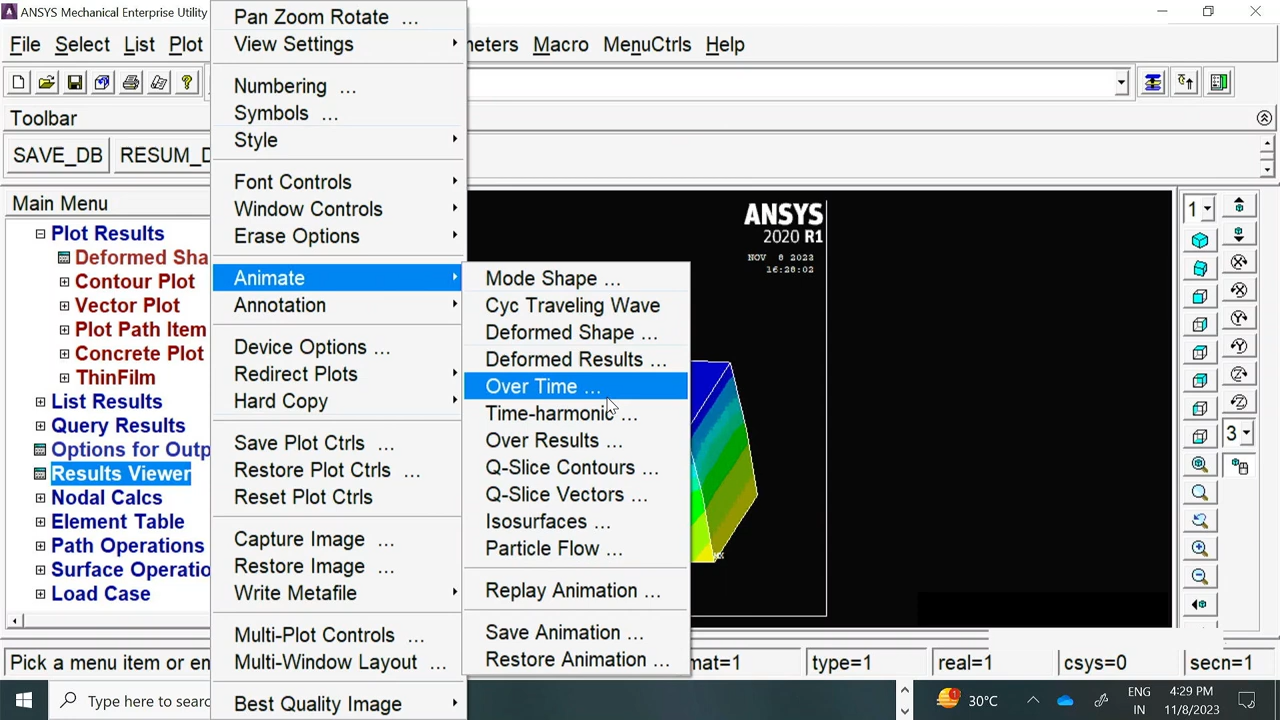 ANSYS Mechanical Enterprise Utility
File Select List Plot
Macro MenuCtrls Help
Toolbar
SAVE_DB RESUM_D
Main Menu
Plot Results
Deformed Sha
Contour Plot
Vector Plot
Plot Path Item
Concrete Plot
ThinFilm
List Results
Query Results
Options for Outp
Results Viewer
Nodal Calcs
Element Table
Path Operations
Surface Operatio
Load Case
Pan Zoom Rotate ...
View Settings
Numbering ...
Symbols ...
Style
Font Controls
Window Controls
Erase Options
Animate
Annotation
Device Options ...
Redirect Plots
Hard Copy
Save Plot Ctrls ...
Restore Plot Ctrls ...
Reset Plot Ctrls
Capture Image ...
Restore Image ...
Write Metafile
Multi-Plot Controls ...
Multi-Window Layout ...
Best Quality Image
Mode Shape ...
Cyc Traveling Wave
Deformed Shape ...
Deformed Results ...
Over Time ...
Time-harmonic ...
Over Results ...
Q-Slice Contours ...
Q-Slice Vectors ...
Isosurfaces ...
Particle Flow ...
Replay Animation ...
Save Animation ...
Restore Animation ...
ANSYS
2020 R1
NOV 8 2023
16:28:02
MX
1
3
Pick a menu item or en
mat=1 type=1 real=1 csys=0 secn=1
Type here to searc
1
30°C
ENG
IN
4:29 PM
11/8/2023